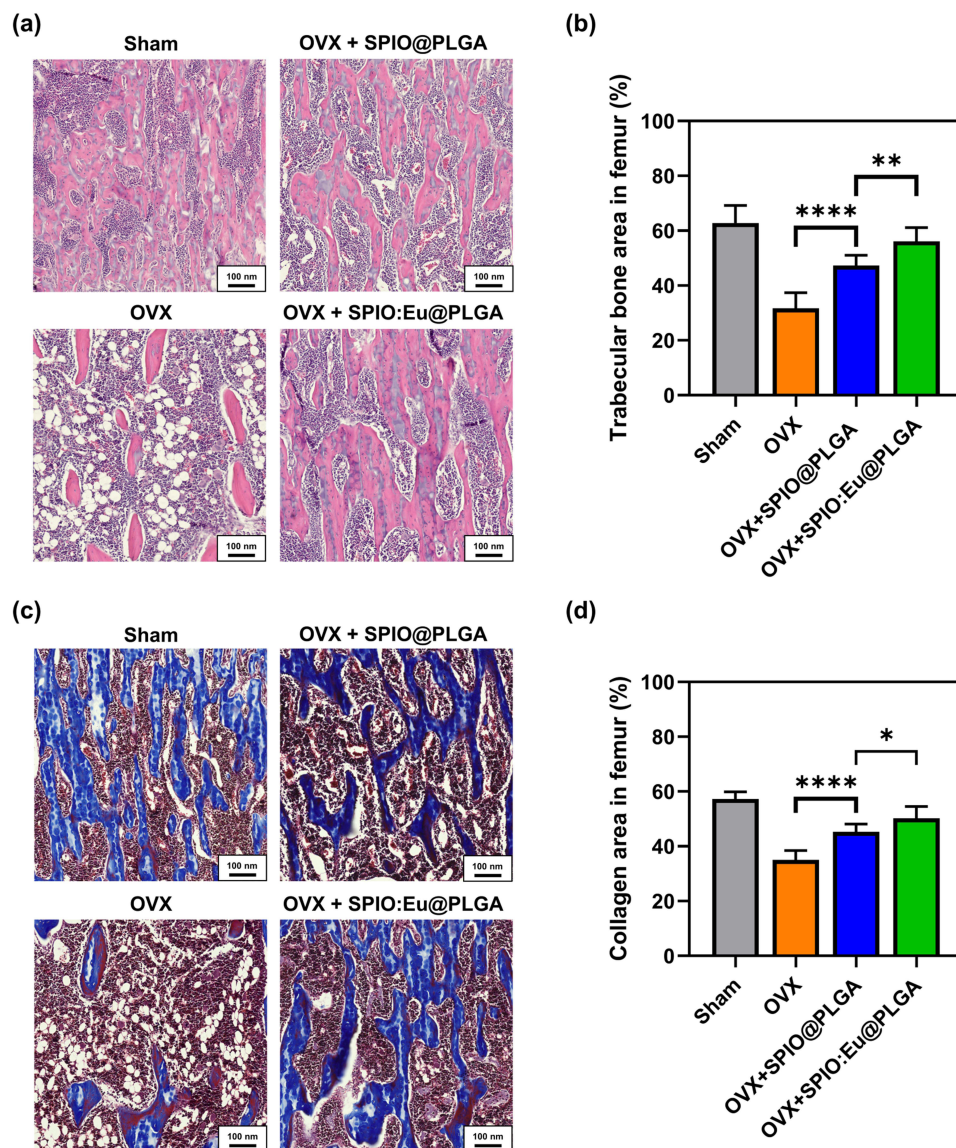 (a)
Sham
OVX + SPIO@PLGA
100 nm
100 nm
OVX
OVX + SPIO:Eu@PLGA
100 nm
100 nm
(b)
Trabecular bone area in femur (%)
100
80
60
40
20
0
****
**
Sham
OVX
OVX+SPIO@PLGA
OVX+SPIO:Eu@PLGA
(c)
Sham
OVX + SPIO@PLGA
100 nm
100 nm
OVX
OVX + SPIO:Eu@PLGA
100 nm
100 nm
(d)
Collagen area in femur (%)
100
80
60
40
20
0
****
*
Sham
OVX
OVX+SPIO@PLGA
OVX+SPIO:Eu@PLGA